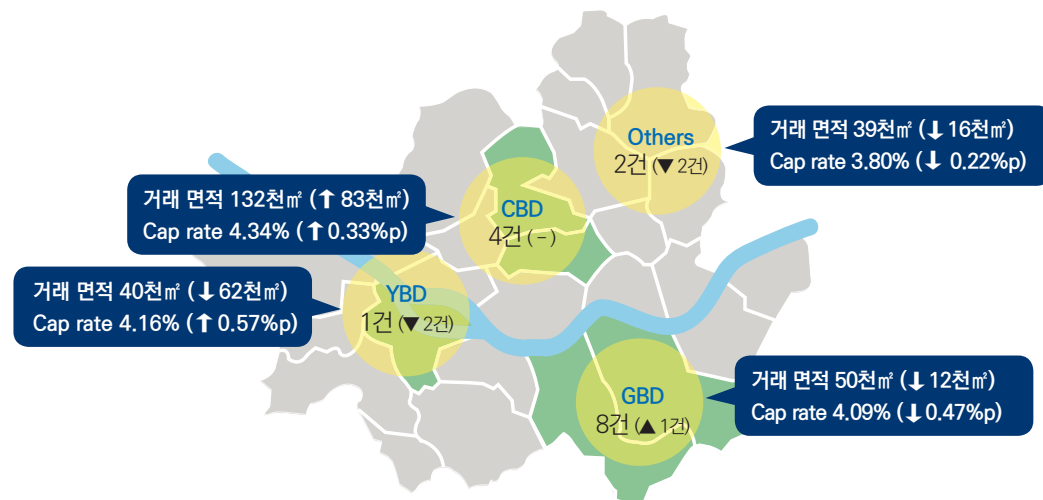 Others
2건 (▼ 2건)
거래 면적 39천㎡ (↓ 16천㎡)
Cap rate 3.80% (↓ 0.22%p)
거래 면적 132천㎡ (↑ 83천㎡)
Cap rate 4.34% (↑ 0.33%p)
CBD
4건 (-)
거래 면적 40천㎡ (↓ 62천㎡)
Cap rate 4.16% (↑ 0.57%p)
YBD
1건 (▼ 2건)
GBD
8건 (▲ 1건)
거래 면적 50천㎡ (↓ 12천㎡)
Cap rate 4.09% (↓ 0.47%p)